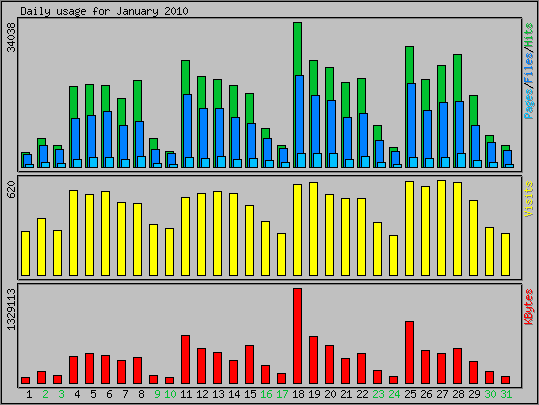 Daily usage for January 2010
34038
Pages/Files/Hits
620
Visits
1329113
KBytes
1 2 3 4 5 6 7 8 9 10 11 12 13 14 15 16 17 18 19 20 21 22 23 24 25 26 27 28 29 30 31